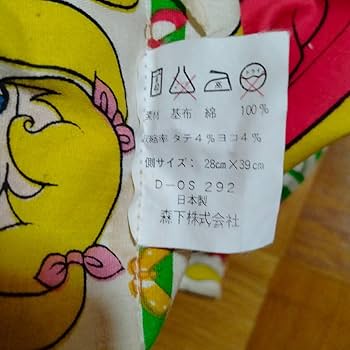 素材 基布 綿 100%
収縮率 タテ4%ヨコ4%
側サイズ: 28cm×39cm
D-OS 292
日本製
森下株式会社